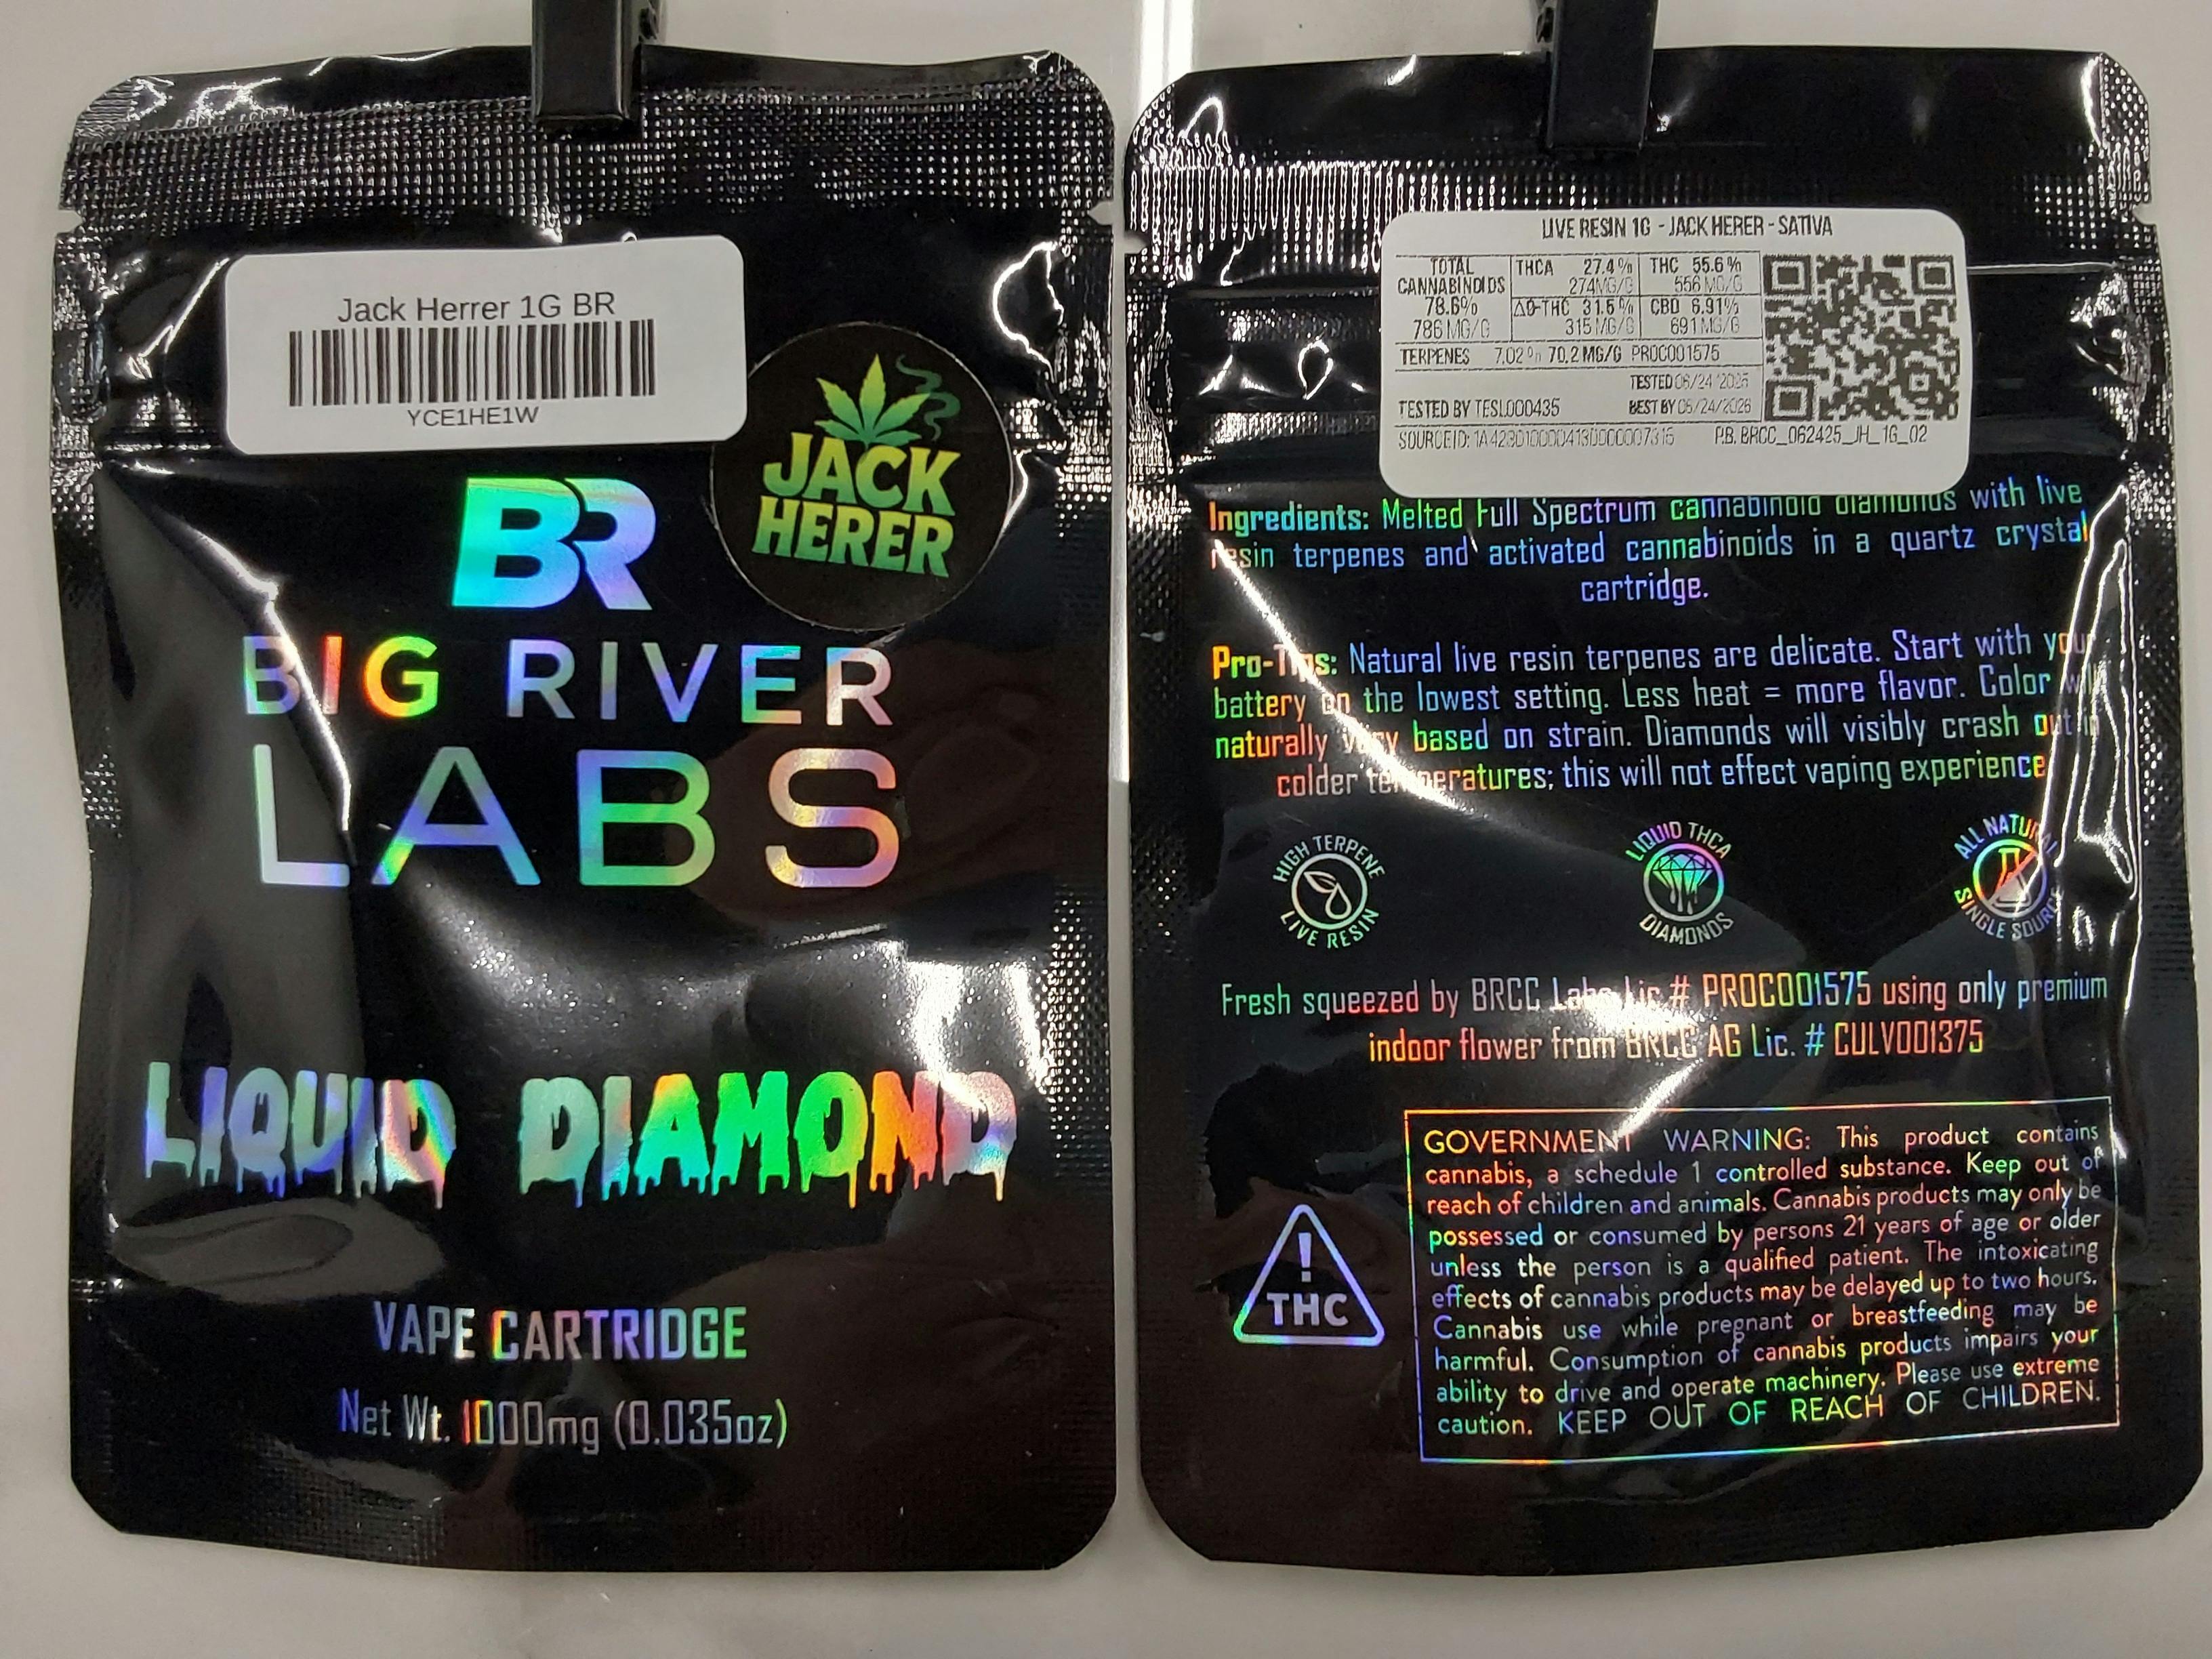 Jack Herrer 1G BR
YCE1HE1W
JACK
HERER
BR
BIG RIVER
LABS
LIQUID DIAMOND
VAPE CARTRIDGE
Net Wt. 1000mg (0.035oz)
LIVE RESIN 1G - JACK HERER - SATIVA
TOTAL
CANNABINOIDS
78.6%
786 MG/G
THCA 27.4%
274MG/G
THC 55.6%
556 MG/G
Δ9-THC 31.5%
315 MG/G
CBD 6.91%
691 MG/G
TERPENES 7.02% 70.2 MG/G PROC001575
TESTED 06/24/2025
TESTED BY TESL000435 BEST BY 06/24/2026
SOURCE ID: P.B. BRCC_062425_JH_1G_02
Ingredients: Melted Full Spectrum cannabinoid diamonds with live
resin terpenes and activated cannabinoids in a quartz crystal
cartridge.
Pro-Tips: Natural live resin terpenes are delicate. Start with your
battery on the lowest setting. Less heat = more flavor. Color will
naturally vary based on strain. Diamonds will visibly crash out in
colder temperatures; this will not effect vaping experience
HIGH TERPENE
LIVE RESIN
LIQUID THCA
DIAMONDS
ALL NATURAL
SINGLE SOURCE
Fresh squeezed by BRCC Labs Lic.# PROC001575 using only premium
indoor flower from BRCC AG Lic. # CULV001375
!
THC
GOVERNMENT WARNING: This product contains
cannabis, a schedule 1 controlled substance. Keep out of
reach of children and animals. Cannabis products may only be
possessed or consumed by persons 21 years of age or older
unless the person is a qualified patient. The intoxicating
effects of cannabis products may be delayed up to two hours.
Cannabis use while pregnant or breastfeeding may be
harmful. Consumption of cannabis products impairs your
ability to drive and operate machinery. Please use extreme
caution. KEEP OUT OF REACH OF CHILDREN.